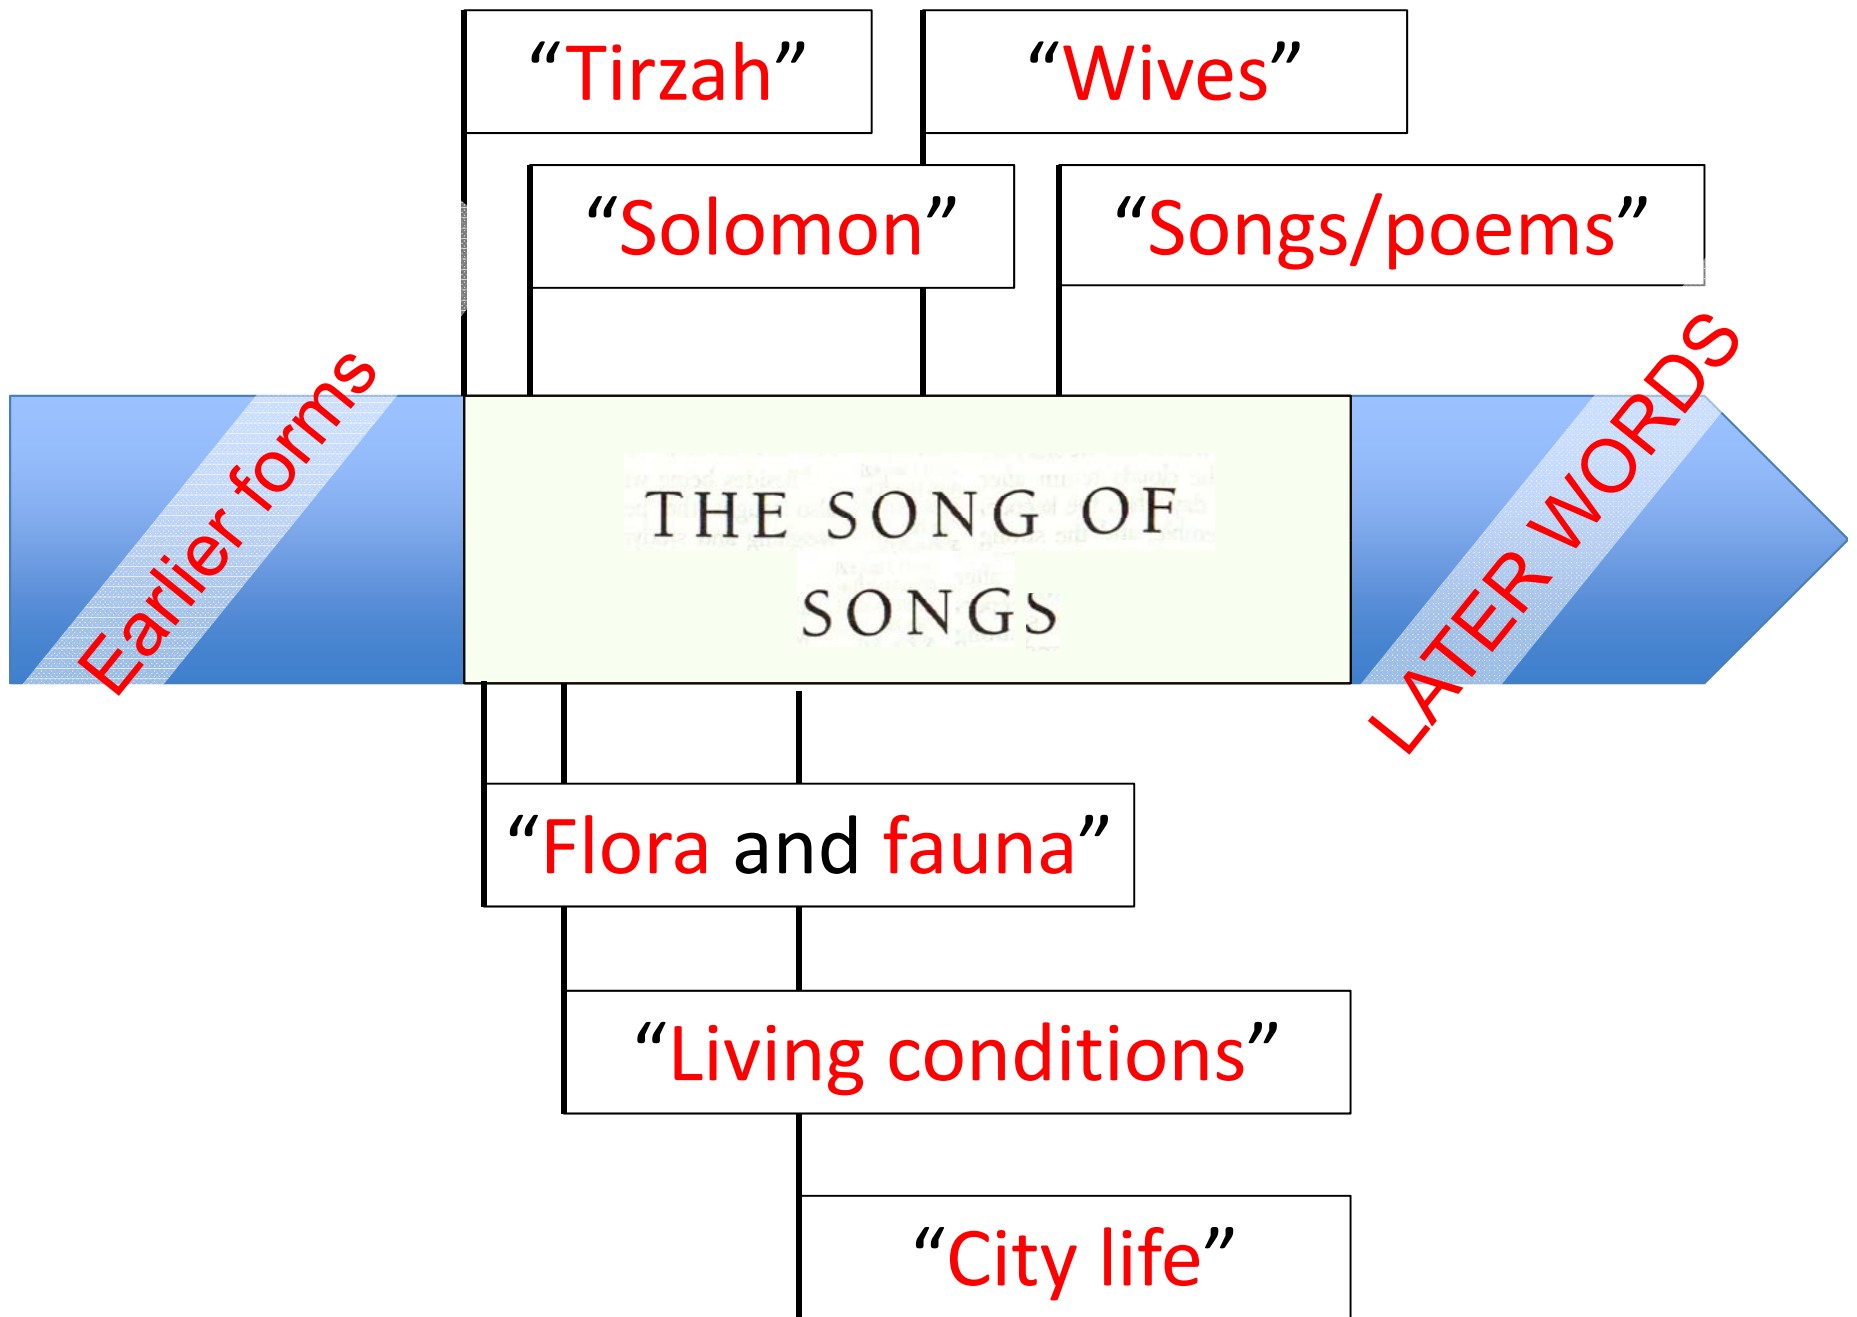 “Tirzah”
“Wives”
“Solomon”
“Songs/poems”
Earlier forms
THE SONG OF
SONGS
LATER WORDS
“Flora and fauna”
“Living conditions”
“City life”